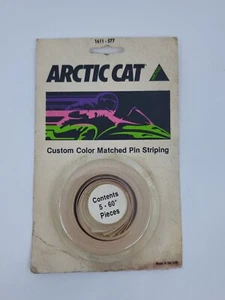 1611-577
ARCTIC CAT
Custom Color Matched Pin Striping
Contents
5 - 60"
Pieces